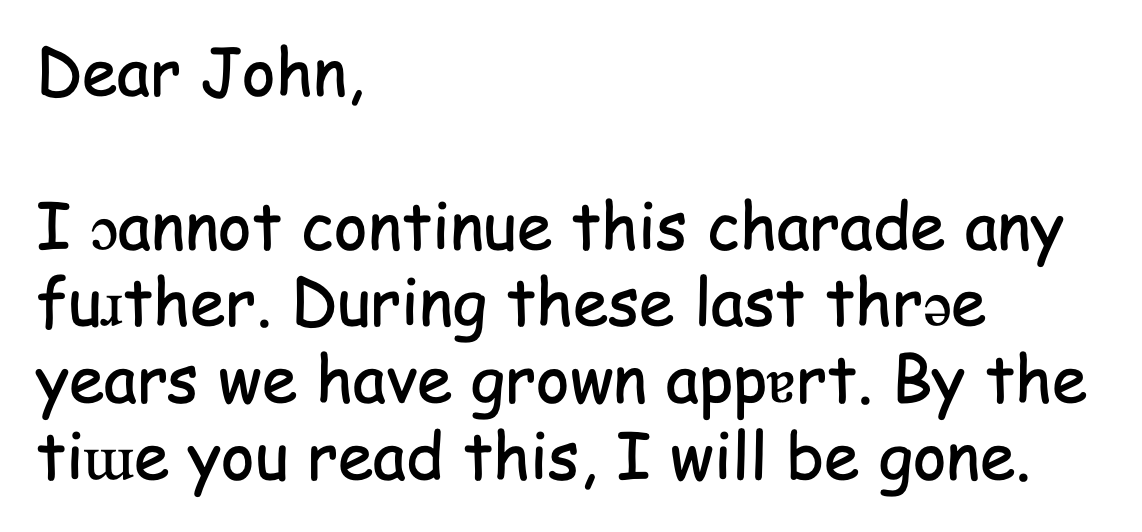 Dear John,
I ɔannot continue this charade any
fuɹther. During these last thrǝe
years we have grown appɐrt. By the
tiɯe you read this, I will be gone.